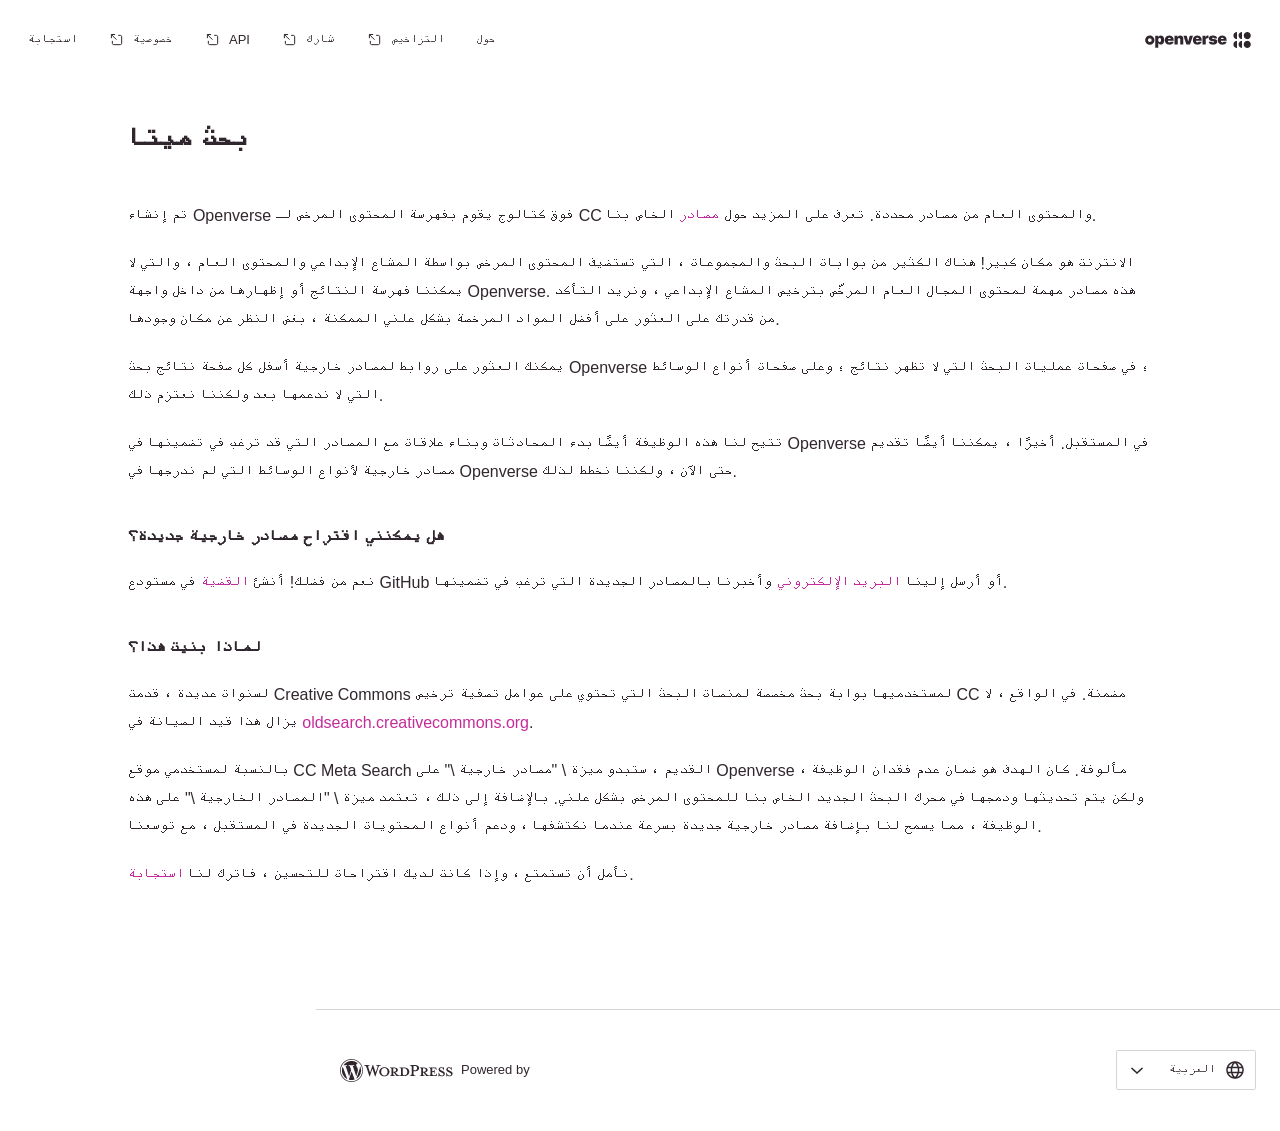 openverse
حول
التراخيص
شارك
API
خصوصية
استجابة
بحث ميتا
تم إنشاء Openverse فوق كتالوج يقوم بفهرسة المحتوى المرخص لـ CC والمحتوى العام من مصادر محددة. تعرف على المزيد حول مصادر الخاص بنا.
الانترنت هو مكان كبير! هناك الكثير من بوابات البحث والمجموعات ، التي تستضيف المحتوى المرخص بواسطة المشاع الإبداعي والمحتوى العام ، والتي لا
يمكننا فهرسة النتائج أو إظهارها من داخل واجهة Openverse. هذه مصادر مهمة لمحتوى المجال العام المرخّص بترخيص المشاع الإبداعي ، ونريد التأكد
من قدرتك على العثور على أفضل المواد المرخصة بشكل علني الممكنة ، بغض النظر عن مكان وجودها.
يمكنك العثور على روابط لمصادر خارجية أسفل كل صفحة نتائج بحث Openverse ؛ في صفحات عمليات البحث التي لا تظهر نتائج ؛ وعلى صفحات أنواع الوسائط
التي لا ندعمها بعد ولكننا نعتزم ذلك.
تتيح لنا هذه الوظيفة أيضًا بدء المحادثات وبناء علاقات مع المصادر التي قد ترغب في تضمينها في Openverse في المستقبل. أخيرًا ، يمكننا أيضًا تقديم
مصادر خارجية لأنواع الوسائط التي لم ندرجها في Openverse حتى الآن ، ولكننا نخطط لذلك.
هل يمكنني اقتراح مصادر خارجية جديدة؟
نعم من فضلك! أنشئ القضية في مستودع GitHub أو أرسل إلينا البريد الإلكتروني وأخبرنا بالمصادر الجديدة التي ترغب في تضمينها.
لماذا بنيت هذا؟
لسنوات عديدة ، قدمت Creative Commons لمستخدميها بوابة بحث مخصصة لمنصات البحث التي تحتوي على عوامل تصفية ترخيص CC مضمنة. في الواقع ، لا
يزال هذا قيد الصيانة في oldsearch.creativecommons.org.
بالنسبة لمستخدمي موقع CC Meta Search القديم ، ستبدو ميزة \ "مصادر خارجية \" على Openverse مألوفة. كان الهدف هو ضمان عدم فقدان الوظيفة ،
ولكن يتم تحديثها ودمجها في محرك البحث الجديد الخاص بنا للمحتوى المرخص بشكل علني. بالإضافة إلى ذلك ، تعتمد ميزة \ "المصادر الخارجية \" على هذه
الوظيفة ، مما يسمح لنا بإضافة مصادر خارجية جديدة بسرعة عندما نكتشفها ، ودعم أنواع المحتويات الجديدة في المستقبل ، مع توسعنا.
نأمل أن تستمتع ، وإذا كانت لديك اقتراحات للتحسين ، فاترك لنا استجابة.
العربية
Powered by WORDPRESS